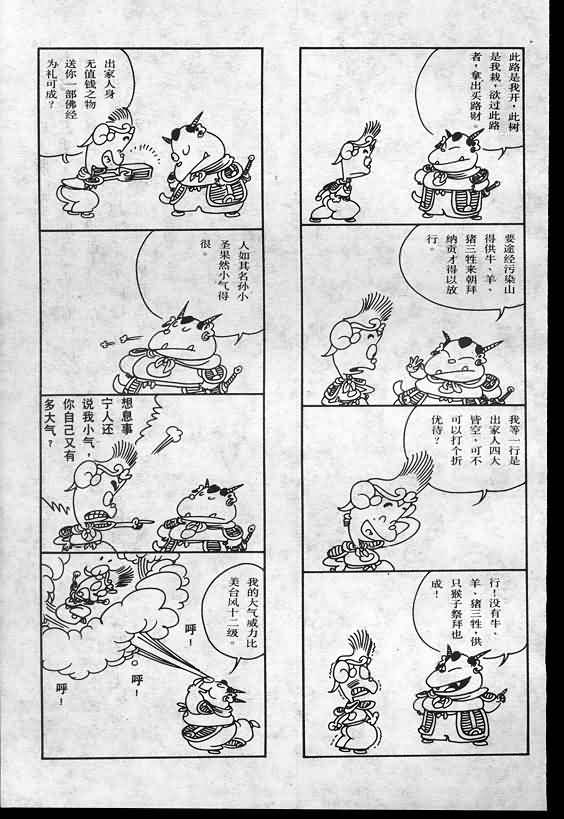 此路是我开，此树
是我栽，欲过此路
者，拿出买路财。
要途经污染山
得供牛、羊、
猪三牲来朝拜
纳贡才得以放
行。
我等一行是
出家人四大
皆空，可不
可以打个折
优待？
行！没有牛、
羊、猪三牲，供
只猴子祭拜也
成！
出家人身
无值钱之物
送你一部佛经
为礼可成？
人如其名孙小
圣果然小气得
很。
想息事
宁人还
说我小气，
你自己又有
多大气？
我的大气威力比
美台风十二级。
呼！
呼！
呼！